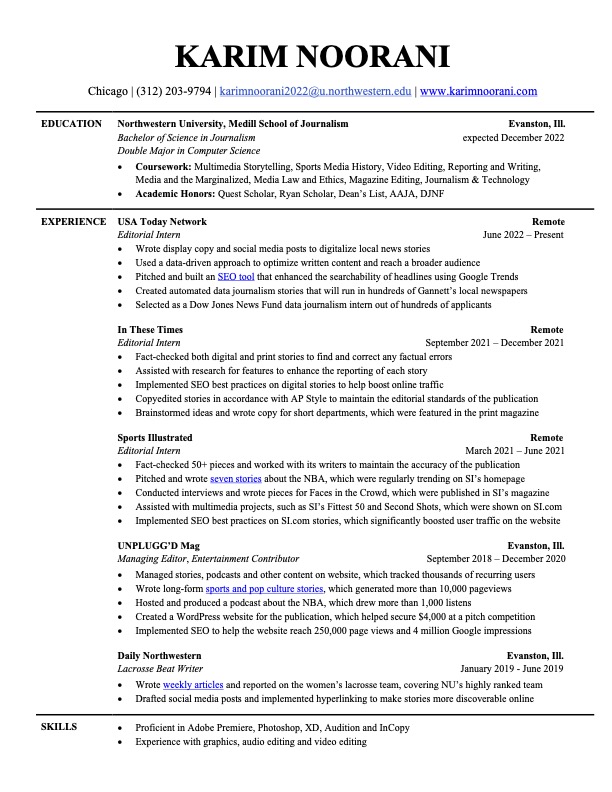 KARIM NOORANI
Chicago | (312) 203-9794 | karimnoorani2022@u.northwestern.edu | www.karimnoorani.com
EDUCATION Northwestern University, Medill School of Journalism Evanston, Ill.
Bachelor of Science in Journalism expected December 2022
Double Major in Computer Science
• Coursework: Multimedia Storytelling, Sports Media History, Video Editing, Reporting and Writing,
Media and the Marginalized, Media Law and Ethics, Magazine Editing, Journalism & Technology
• Academic Honors: Quest Scholar, Ryan Scholar, Dean's List, AAJA, DJNF
EXPERIENCE USA Today Network Remote
Editorial Intern June 2022 – Present
• Wrote display copy and social media posts to digitalize local news stories
• Used a data-driven approach to optimize written content and reach a broader audience
• Pitched and built an SEO tool that enhanced the searchability of headlines using Google Trends
• Created automated data journalism stories that will run in hundreds of Gannett's local newspapers
• Selected as a Dow Jones News Fund data journalism intern out of hundreds of applicants
In These Times Remote
Editorial Intern September 2021 – December 2021
• Fact-checked both digital and print stories to find and correct any factual errors
• Assisted with research for features to enhance the reporting of each story
• Implemented SEO best practices on digital stories to help boost online traffic
• Copyedited stories in accordance with AP Style to maintain the editorial standards of the publication
• Brainstormed ideas and wrote copy for short departments, which were featured in the print magazine
Sports Illustrated Remote
Editorial Intern March 2021 – June 2021
• Fact-checked 50+ pieces and worked with its writers to maintain the accuracy of the publication
• Pitched and wrote seven stories about the NBA, which were regularly trending on SI's homepage
• Conducted interviews and wrote pieces for Faces in the Crowd, which were published in SI's magazine
• Assisted with multimedia projects, such as SI's Fittest 50 and Second Shots, which were shown on SI.com
• Implemented SEO best practices on SI.com stories, which significantly boosted user traffic on the website
UNPLUGG'D Mag Evanston, Ill.
Managing Editor, Entertainment Contributor September 2018 – December 2020
• Managed stories, podcasts and other content on website, which tracked thousands of recurring users
• Wrote long-form sports and pop culture stories, which generated more than 10,000 pageviews
• Hosted and produced a podcast about the NBA, which drew more than 1,000 listens
• Created a WordPress website for the publication, which helped secure $4,000 at a pitch competition
• Implemented SEO to help the website reach 250,000 page views and 4 million Google impressions
Daily Northwestern Evanston, Ill.
Lacrosse Beat Writer January 2019 - June 2019
• Wrote weekly articles and reported on the women's lacrosse team, covering NU's highly ranked team
• Drafted social media posts and implemented hyperlinking to make stories more discoverable online
SKILLS • Proficient in Adobe Premiere, Photoshop, XD, Audition and InCopy
• Experience with graphics, audio editing and video editing